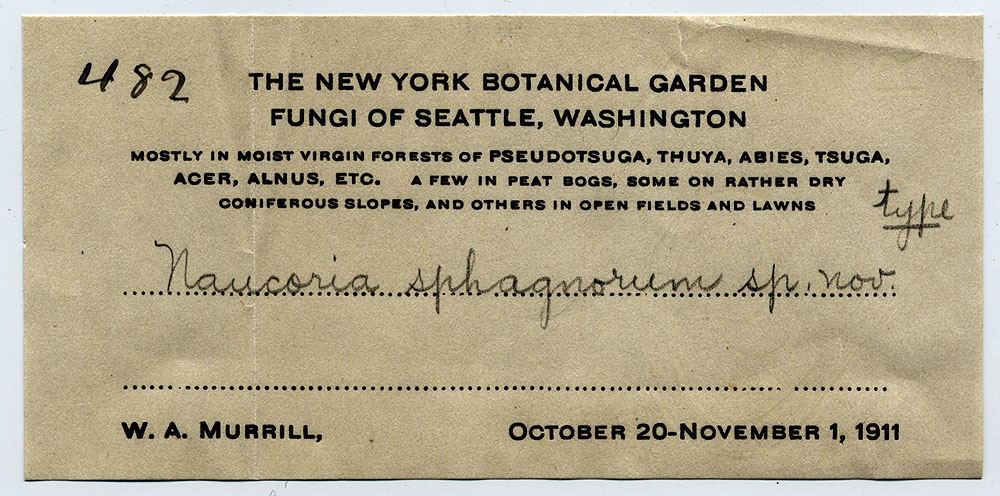 482
THE NEW YORK BOTANICAL GARDEN
FUNGI OF SEATTLE, WASHINGTON
MOSTLY IN MOIST VIRGIN FORESTS OF PSEUDOTSUGA, THUYA, ABIES, TSUGA,
ACER, ALNUS, ETC. A FEW IN PEAT BOGS, SOME ON RATHER DRY
CONIFEROUS SLOPES, AND OTHERS IN OPEN FIELDS AND LAWNS
type
Naucoria sphagnorum sp. nov.
W. A. MURRILL, OCTOBER 20-NOVEMBER 1, 1911